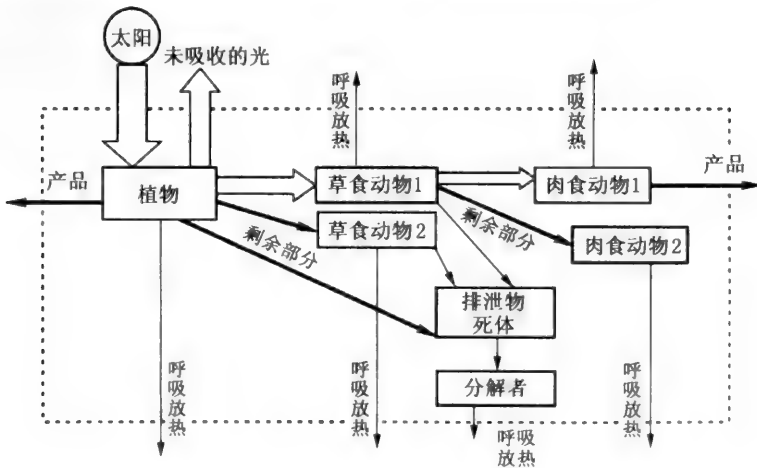 太阳
未吸收的光
呼吸放热
呼吸放热
产品
产品
植物
草食动物1
肉食动物1
草食动物2
肉食动物2
剩余部分
剩余部分
排泄物
死体
分解者
呼吸放热
呼吸放热
呼吸放热
呼吸
放热